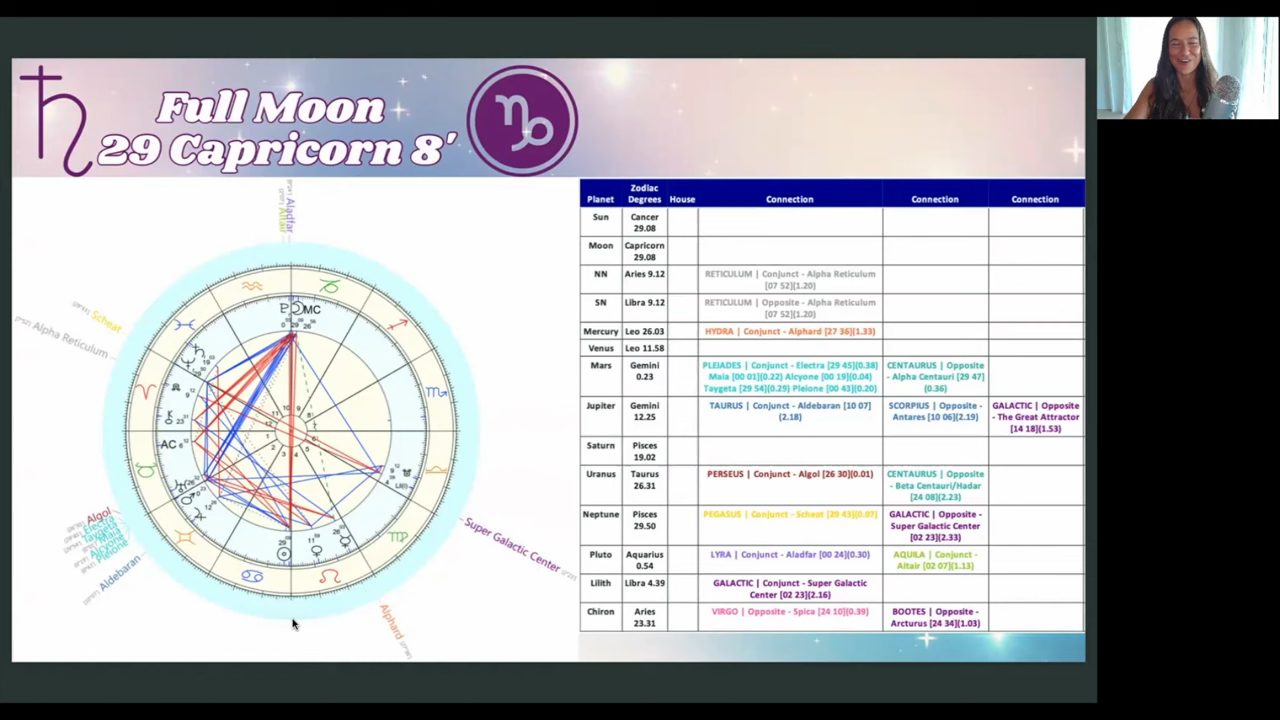 Full Moon
29 Capricorn 8'
Planet
Zodiac
Degrees
House
Connection
Connection
Connection
Sun
Cancer
29.08
Moon
Capricorn
29.08
NN
Aries 9.12
RETICULUM | Conjunct - Alpha Reticulum
[07 52](1.20)
SN
Libra 9.12
RETICULUM | Opposite - Alpha Reticulum
[07 52](1.20)
Mercury
Leo 26.03
HYDRA | Conjunct - Alphard [27 36](1.33)
Venus
Leo 11.58
Mars
Gemini
0.23
PLEIADES | Conjunct - Electra [29 45](0.38)
Maia [00 01](0.22) Alcyone [00 19](0.04)
Taygeta [29 54](0.29) Pleione [00 43](0.20)
CENTAURUS | Opposite
- Alpha Centauri [29 47]
(0.36)
Jupiter
Gemini
12.25
TAURUS | Conjunct - Aldebaran [10 07]
(2.18)
SCORPIUS | Opposite -
Antares [10 06](2.19)
GALACTIC | Opposite
- The Great Attractor
[14 18](1.53)
Saturn
Pisces
19.02
Uranus
Taurus
26.31
PERSEUS | Conjunct - Algol [26 30](0.01)
CENTAURUS | Opposite
- Beta Centauri/Hadar
[24 08](2.23)
Neptune
Pisces
29.50
PEGASUS | Conjunct - Scheat [29 43](0.07)
GALACTIC | Opposite -
Super Galactic Center
[02 23](2.33)
Pluto
Aquarius
0.54
LYRA | Conjunct - Aladfar [00 24](0.30)
AQUILA | Conjunct -
Altair [02 07](1.13)
Lilith
Libra 4.39
GALACTIC | Conjunct - Super Galactic
Center [02 23](2.16)
Chiron
Aries
23.31
VIRGO | Opposite - Spica [24 10](0.39)
BOOTES | Opposite -
Arcturus [24 34](1.03)
Aladfar
Altair
Scheat
Alpha Reticulum
MC
AC
Algol
Electra
Taygeta
Maia
Alcyone
Pleione
Aldebaran
Super Galactic Center
Alphard